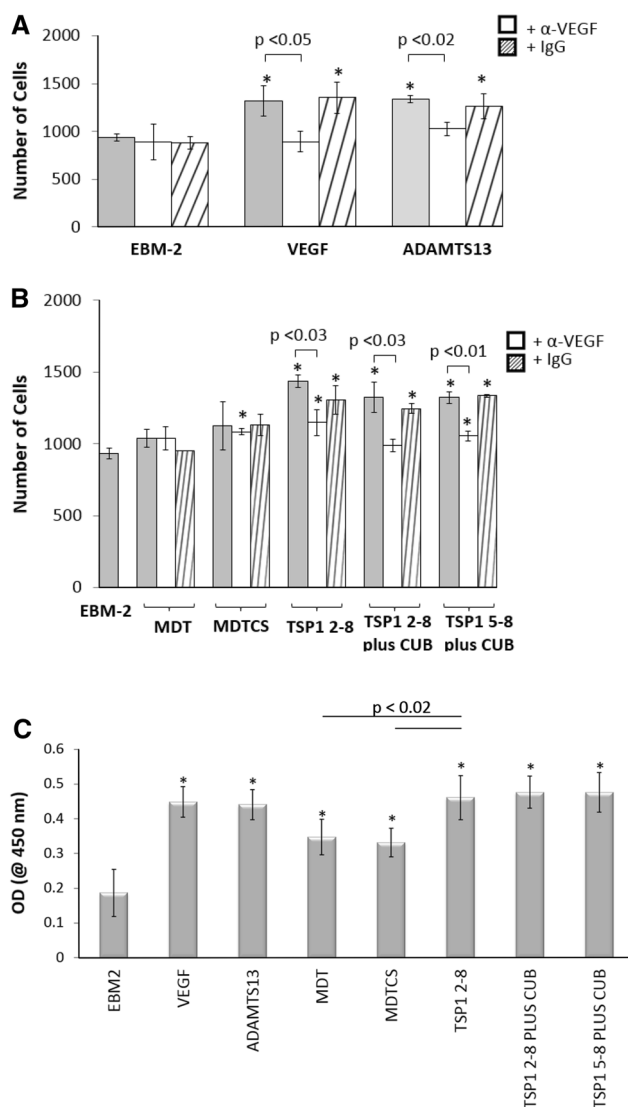 A
p <0.05
p <0.02
+ α-VEGF
+ IgG
Number of Cells
2000
1500
1000
500
0
* * * *
EBM-2 VEGF ADAMTS13
B
+ α-VEGF
+ IgG
Number of Cells
2000
1500
1000
500
0
p <0.03
p <0.03
p <0.01
* * * * * * * * *
EBM-2 MDT MDTCS TSP1 2-8 TSP1 2-8 TSP1 5-8
plus CUB plus CUB
C
p < 0.02
OD (@ 450 nm)
0.6
0.5
0.4
0.3
0.2
0.1
0
* * * * * * *
EBM2
VEGF
ADAMTS13
MDT
MDTCS
TSP1 2-8
TSP1 2-8 PLUS CUB
TSP1 5-8 PLUS CUB